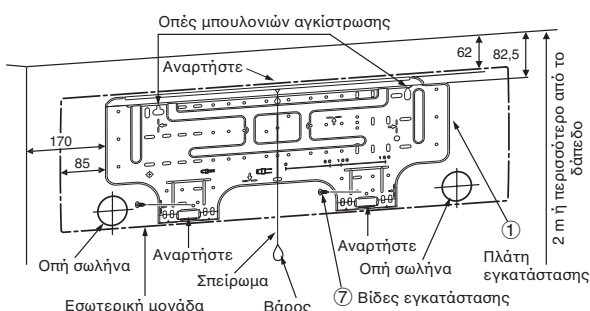 Οπές μπουλονιών αγκίστρωσης
62
82,5
Αναρτήστε
2 m ή περισσότερο από το
δάπεδο
170
85
①
Πλάτη
εγκατάστασης
Αναρτήστε
Αναρτήστε
Οπή σωλήνα
Οπή σωλήνα
Σπείρωμα
⑦ Βίδες εγκατάστασης
Εσωτερική μονάδα
Βάρος